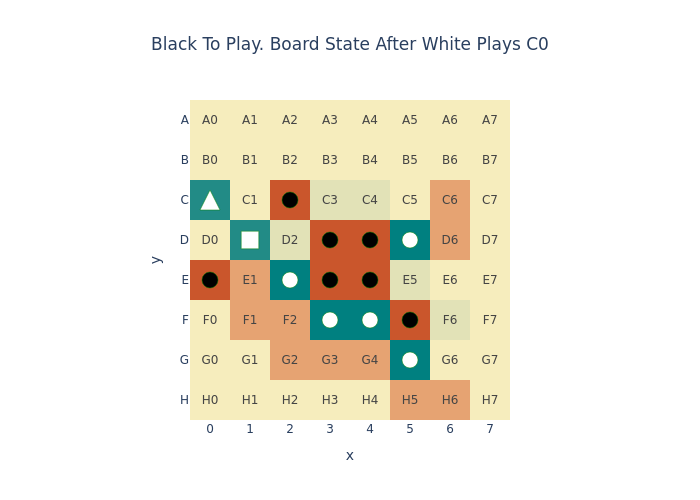 Black To Play. Board State After White Plays C0
A A0 A1 A2 A3 A4 A5 A6 A7
B B0 B1 B2 B3 B4 B5 B6 B7
C C1 C3 C4 C5 C6 C7
D D0 D2 D6 D7
y
E E1 E5 E6 E7
F F0 F1 F2 F6 F7
G G0 G1 G2 G3 G4 G6 G7
H H0 H1 H2 H3 H4 H5 H6 H7
0 1 2 3 4 5 6 7
x